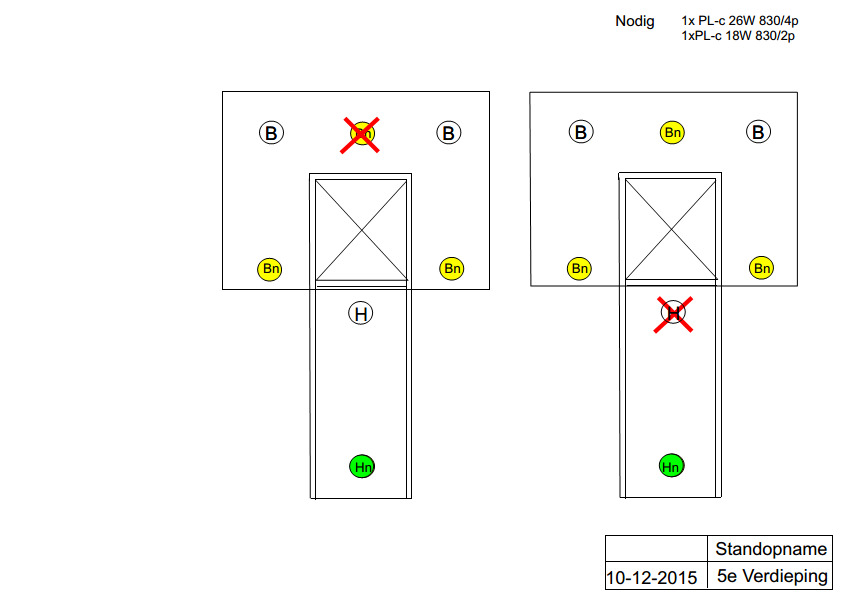 Nodig 1x PL-c 26W 830/4p
1xPL-c 18W 830/2p
B Bn B
B Bn B
Bn Bn
Bn Bn
H
H
Hn
Hn
Standopname
10-12-2015 5e Verdieping